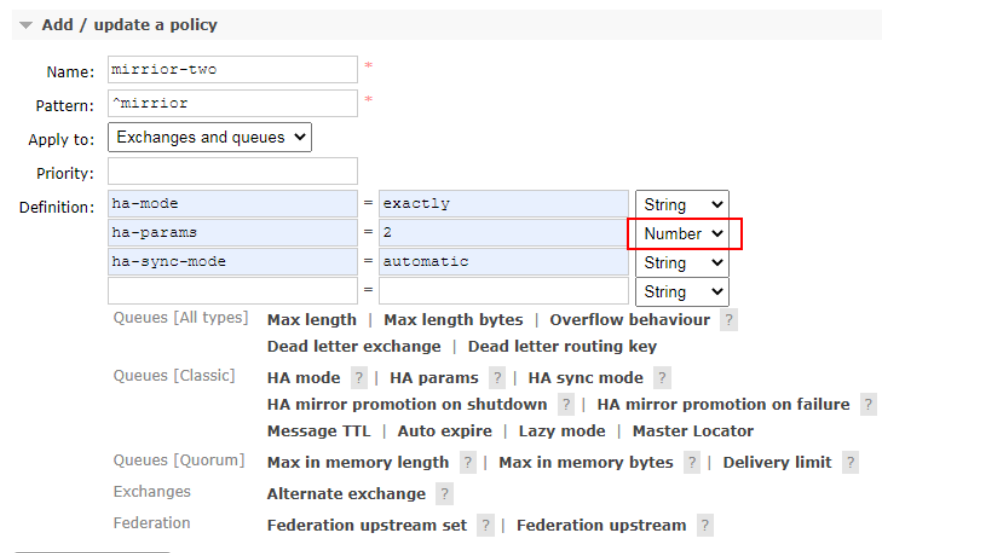 Add / update a policy
Name: mirrior-two *
Pattern: ^mirrior *
Apply to: Exchanges and queues
Priority:
Definition: ha-mode = exactly String
ha-params = 2 Number
ha-sync-mode = automatic String
= String
Queues [All types] Max length | Max length bytes | Overflow behaviour ?
Dead letter exchange | Dead letter routing key
Queues [Classic] HA mode ? | HA params ? | HA sync mode ?
HA mirror promotion on shutdown ? | HA mirror promotion on failure ?
Message TTL | Auto expire | Lazy mode | Master Locator
Queues [Quorum] Max in memory length ? | Max in memory bytes ? | Delivery limit ?
Exchanges Alternate exchange ?
Federation Federation upstream set ? | Federation upstream ?